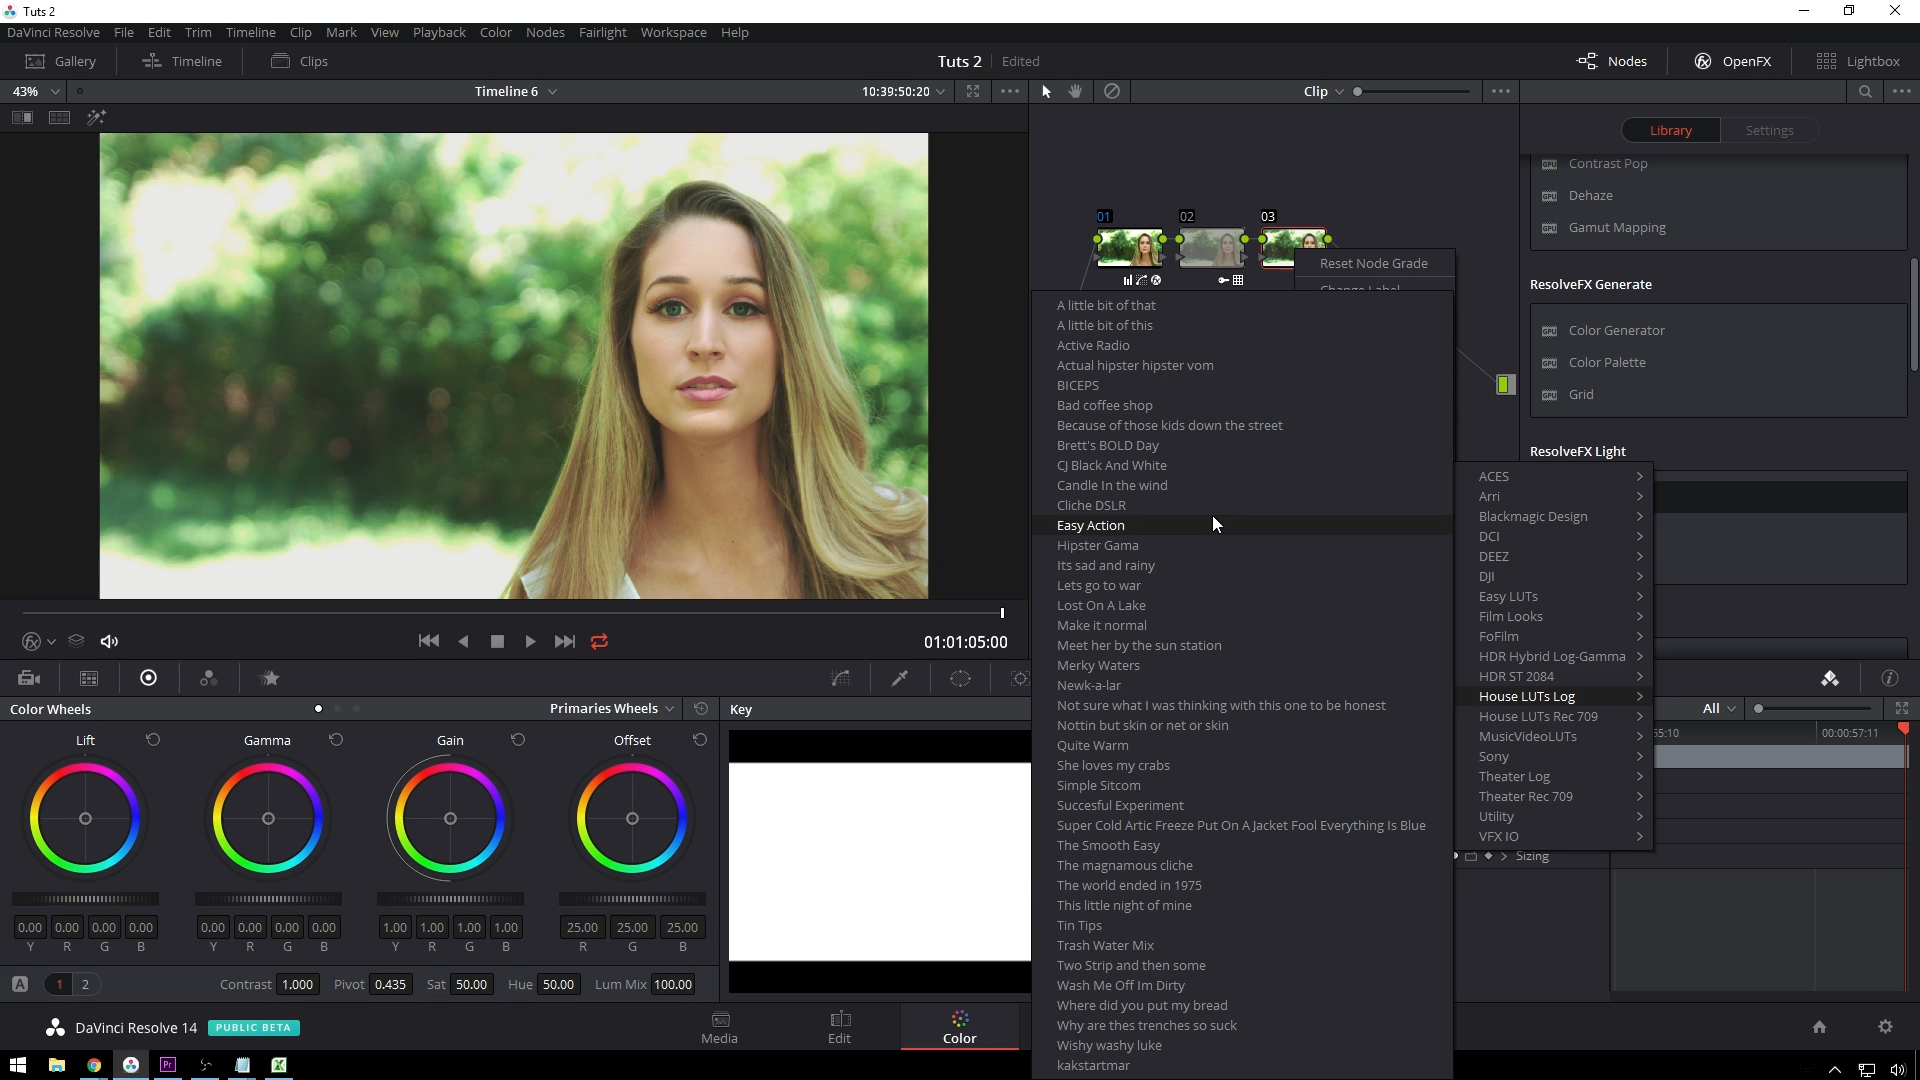 Tuts 2
DaVinci Resolve File Edit Trim Timeline Clip Mark View Playback Color Nodes Fairlight Workspace Help
Gallery Timeline Clips Tuts 2 Edited Nodes OpenFX Lightbox
43% Timeline 6 10:39:50:20 Clip
Library Settings
Contrast Pop
Dehaze
Gamut Mapping
ResolveFX Generate
Color Generator
Color Palette
Grid
ResolveFX Light
01 02 03
Reset Node Grade
Change Label
A little bit of that
A little bit of this
Active Radio
Actual hipster hipster vom
BICEPS
Bad coffee shop
Because of those kids down the street
Brett's BOLD Day
CJ Black And White
Candle In the wind
Cliche DSLR
Easy Action
Hipster Gama
Its sad and rainy
Lets go to war
Lost On A Lake
Make it normal
Meet her by the sun station
Merky Waters
Newk-a-lar
Not sure what I was thinking with this one to be honest
Nottin but skin or net or skin
Quite Warm
She loves my crabs
Simple Sitcom
Succesful Experiment
Super Cold Artic Freeze Put On A Jacket Fool Everything Is Blue
The Smooth Easy
The magnamous cliche
The world ended in 1975
This little night of mine
Tin Tips
Trash Water Mix
Two Strip and then some
Wash Me Off Im Dirty
Where did you put my bread
Why are thes trenches so suck
Wishy washy luke
kakstartmar
ACES
Arri
Blackmagic Design
DCI
DEEZ
DJI
Easy LUTs
Film Looks
FoFilm
HDR Hybrid Log-Gamma
HDR ST 2084
House LUTs Log
House LUTs Rec 709
MusicVideoLUTs
Sony
Theater Log
Theater Rec 709
Utility
VFX IO
Sizing
01:01:05:00
Color Wheels Primaries Wheels Key All
55:10 00:00:57:11
Lift Gamma Gain Offset
0.00 0.00 0.00 0.00 0.00 0.00 0.00 0.00 1.00 1.00 1.00 1.00 25.00 25.00 25.00
Y R G B Y R G B Y R G B R G B
A 1 2 Contrast 1.000 Pivot 0.435 Sat 50.00 Hue 50.00 Lum Mix 100.00
DaVinci Resolve 14 PUBLIC BETA Media Edit Color
Pr